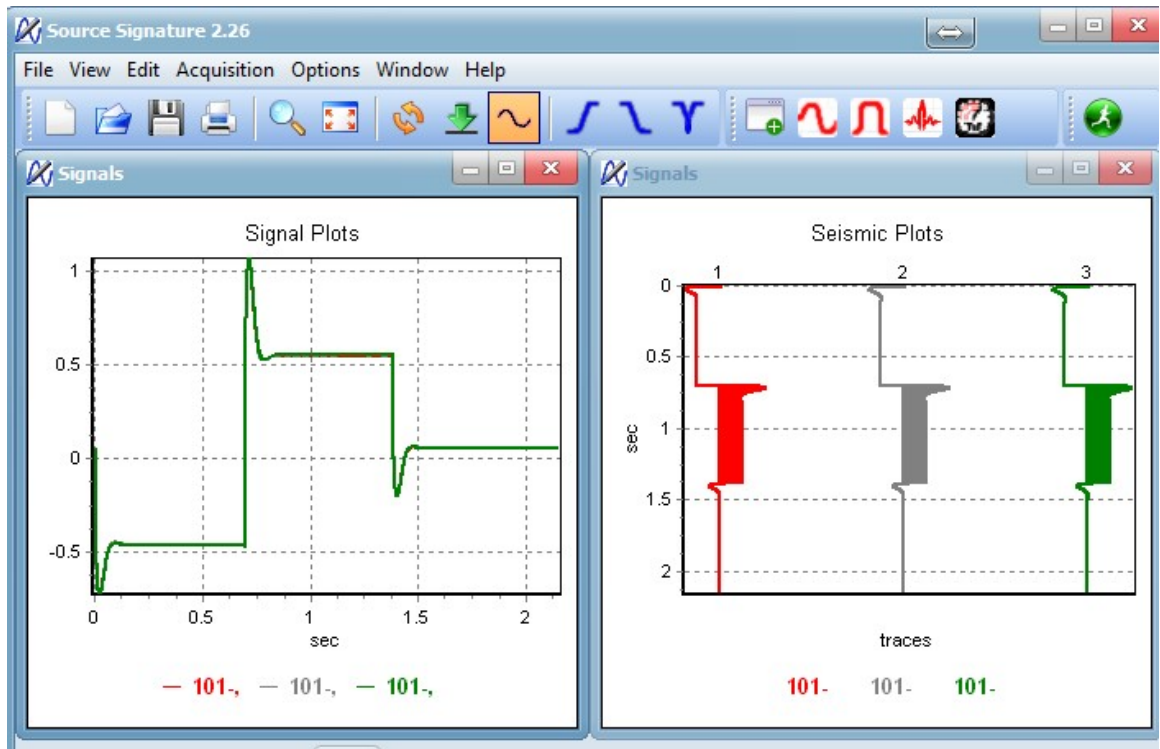 Source Signature 2.26
File View Edit Acquisition Options Window Help
Signals
Signal Plots
1
0.5
0
-0.5
0 0.5 1 1.5 2
sec
101-, 101-, 101-,
Signals
Seismic Plots
1 2 3
0
0.5
1
1.5
2
sec
traces
101- 101- 101-